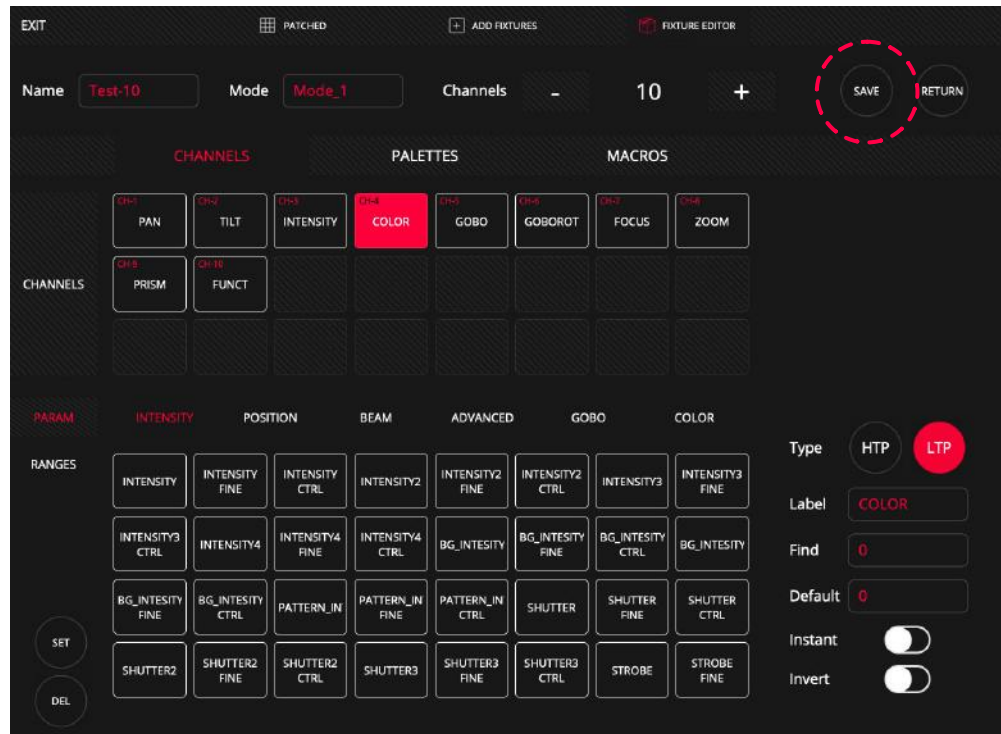 EXIT PATCHED + ADD FIXTURES FIXTURE EDITOR
Name Test-10 Mode Mode_1 Channels - 10 + SAVE RETURN
CHANNELS PALETTES MACROS
CH-1 CH-2 CH-3 CH-4 CH-5 CH-6 CH-7 CH-8
PAN TILT INTENSITY COLOR GOBO GOBOROT FOCUS ZOOM
CH-9 CH-10
CHANNELS PRISM FUNCT
PARAM INTENSITY POSITION BEAM ADVANCED GOBO COLOR
RANGES
INTENSITY INTENSITY FINE INTENSITY CTRL INTENSITY2 INTENSITY2 FINE INTENSITY2 CTRL INTENSITY3 INTENSITY3 FINE
INTENSITY3 CTRL INTENSITY4 INTENSITY4 FINE INTENSITY4 CTRL BG_INTESITY BG_INTESITY FINE BG_INTESITY CTRL BG_INTESITY
BG_INTESITY FINE BG_INTESITY CTRL PATTERN_IN PATTERN_IN FINE PATTERN_IN CTRL SHUTTER SHUTTER FINE SHUTTER CTRL
SHUTTER2 SHUTTER2 FINE SHUTTER2 CTRL SHUTTER3 SHUTTER3 FINE SHUTTER3 CTRL STROBE STROBE FINE
SET
DEL
Type HTP LTP
Label COLOR
Find 0
Default 0
Instant
Invert